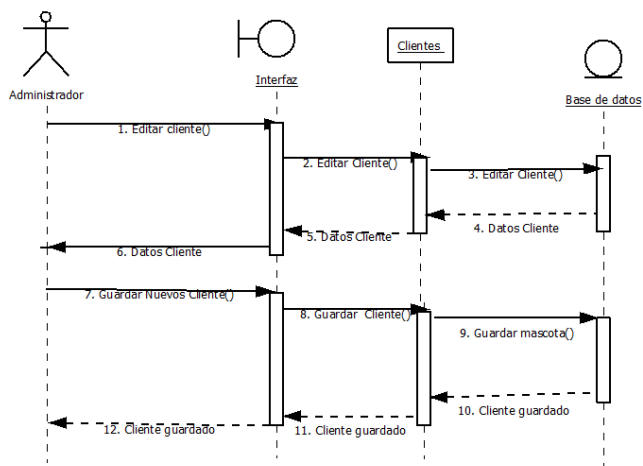 Clientes
Interfaz
Administrador
Base de datos
1. Editar cliente()
2. Editar Cliente()
3. Editar Cliente()
4. Datos Cliente
5. Datos Cliente
6. Datos Cliente
7. Guardar Nuevos Cliente()
8. Guardar Cliente()
9. Guardar mascota()
10. Cliente guardado
11. Cliente guardado
12. Cliente guardado